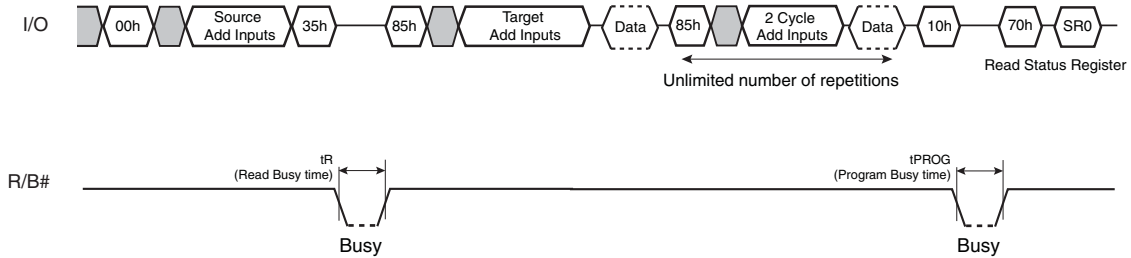 I/O
00h
Source
Add Inputs
35h
85h
Target
Add Inputs
Data
85h
2 Cycle
Add Inputs
Data
10h
70h
SR0
Unlimited number of repetitions
Read Status Register
R/B#
tR
(Read Busy time)
Busy
tPROG
(Program Busy time)
Busy